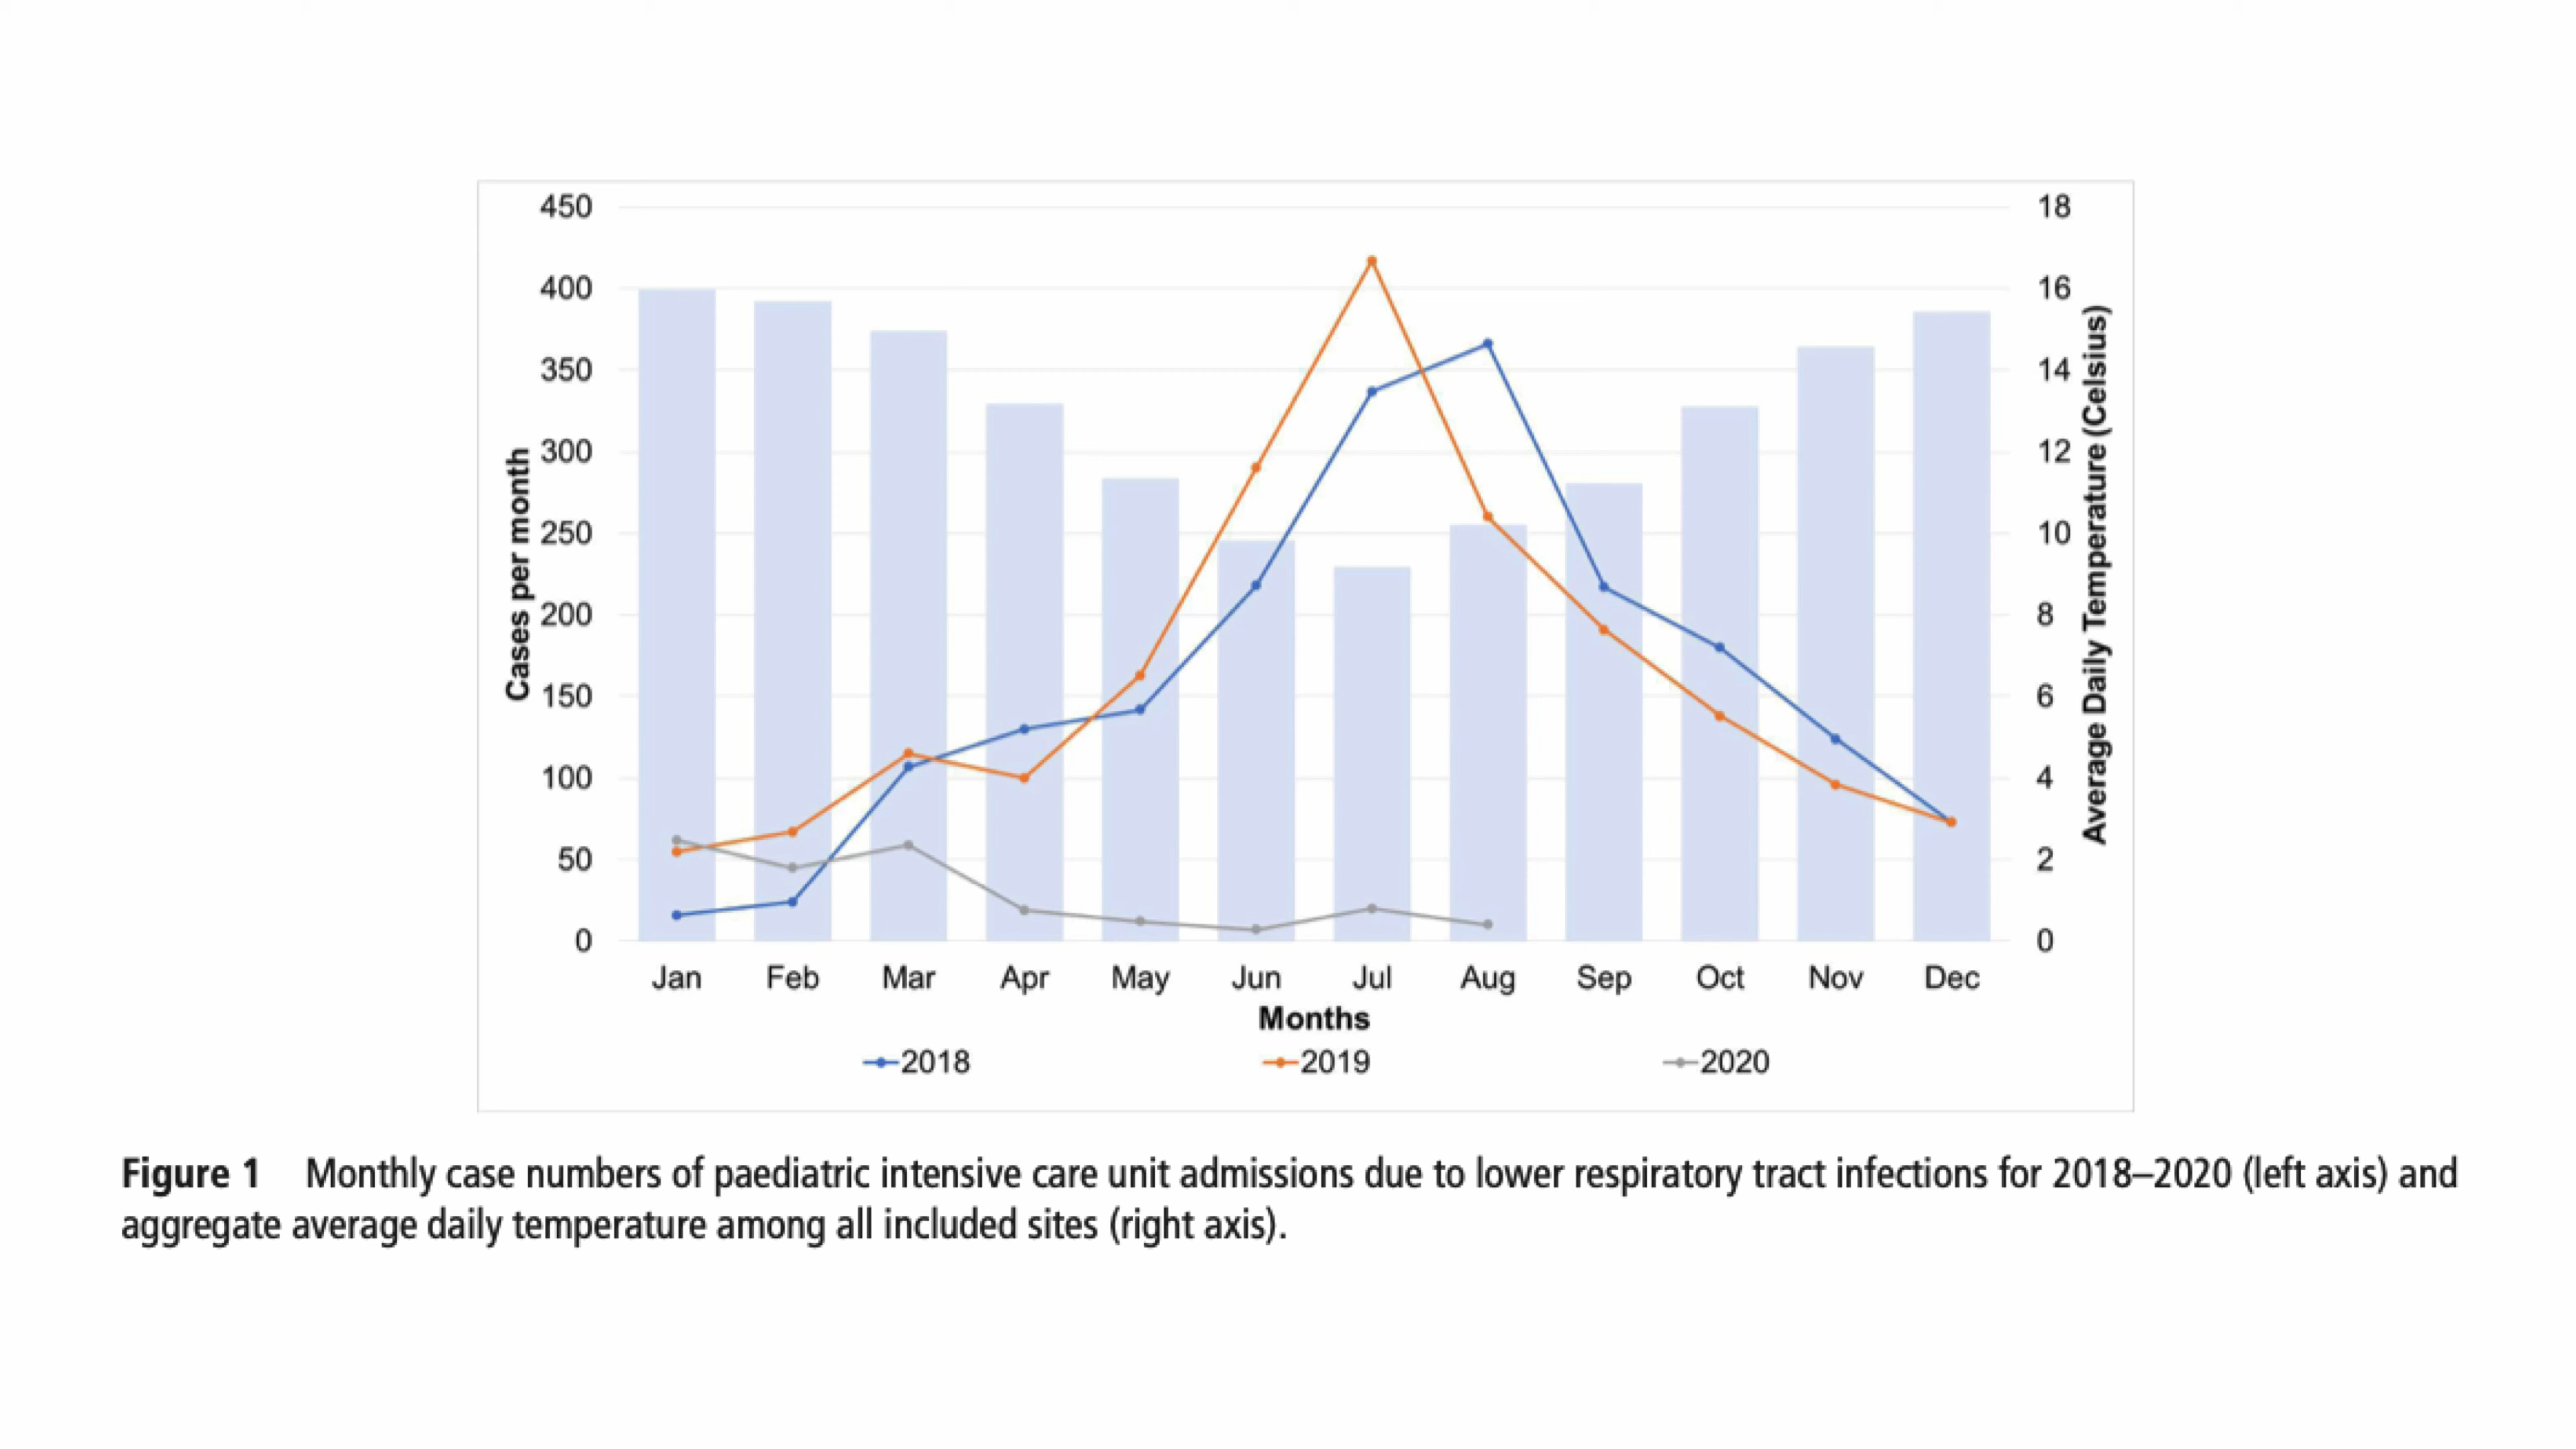 450
400
350
300
250
200
150
100
50
0
Cases per month
18
16
14
12
10
8
6
4
2
0
Average Daily Temperature (Celsius)
Jan Feb Mar Apr May Jun Jul Aug Sep Oct Nov Dec
Months
2018 2019 2020
Figure 1 Monthly case numbers of paediatric intensive care unit admissions due to lower respiratory tract infections for 2018–2020 (left axis) and
aggregate average daily temperature among all included sites (right axis).